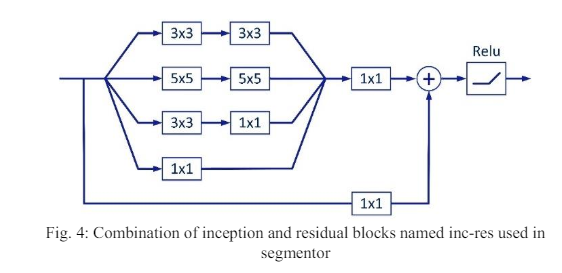 3x3 3x3
Relu
5x5 5x5 1x1
3x3 1x1
1x1
1x1
Fig. 4: Combination of inception and residual blocks named inc-res used in
segmentor